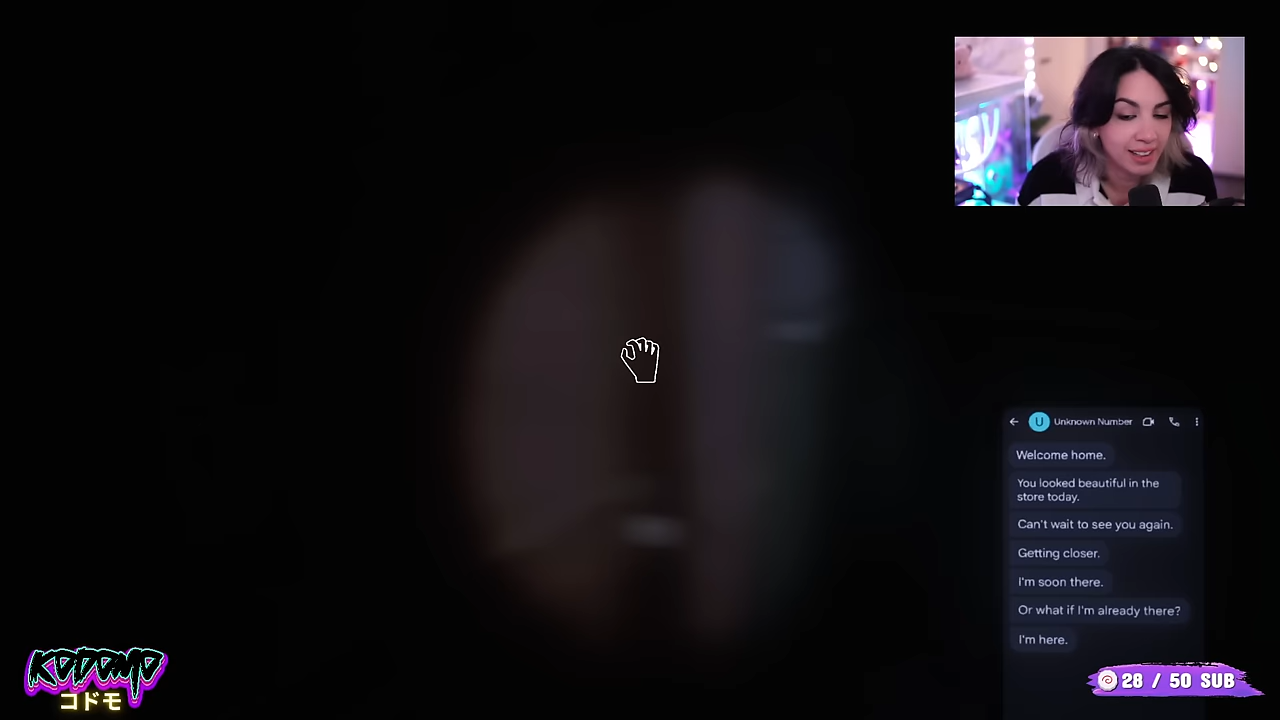 U Unknown Number
Welcome home.
You looked beautiful in the
store today.
Can't wait to see you again.
Getting closer.
I'm soon there.
Or what if I'm already there?
I'm here.
KODOMO
コドモ
28 / 50 SUB